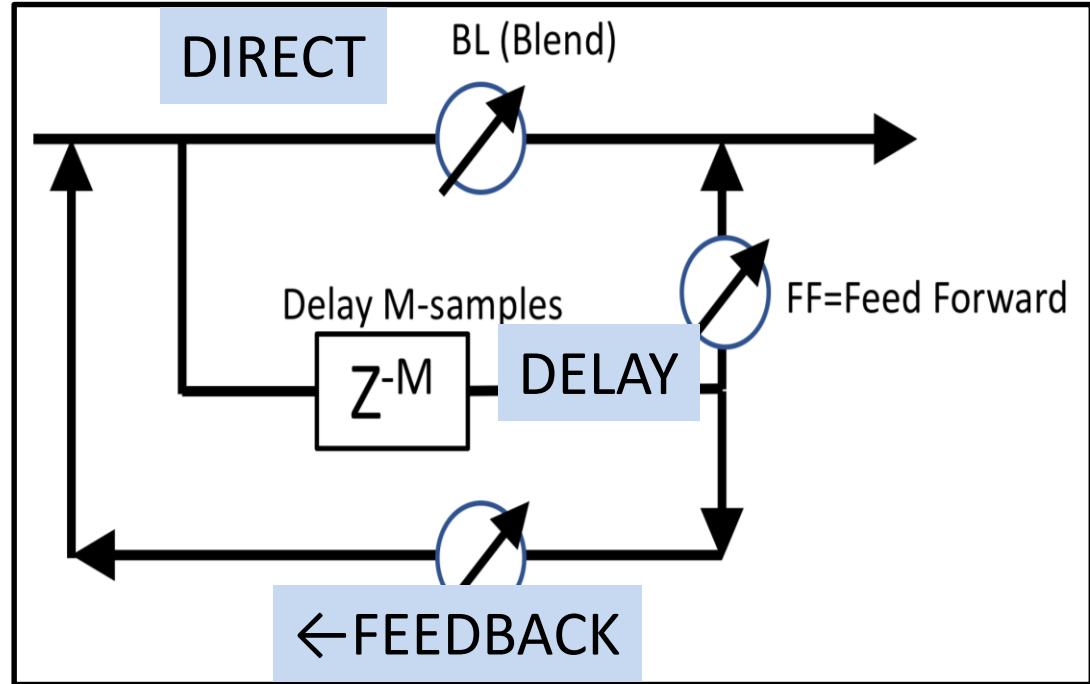 DIRECT
BL (Blend)
FF=Feed Forward
Delay M-samples
Z-M
DELAY
←FEEDBACK